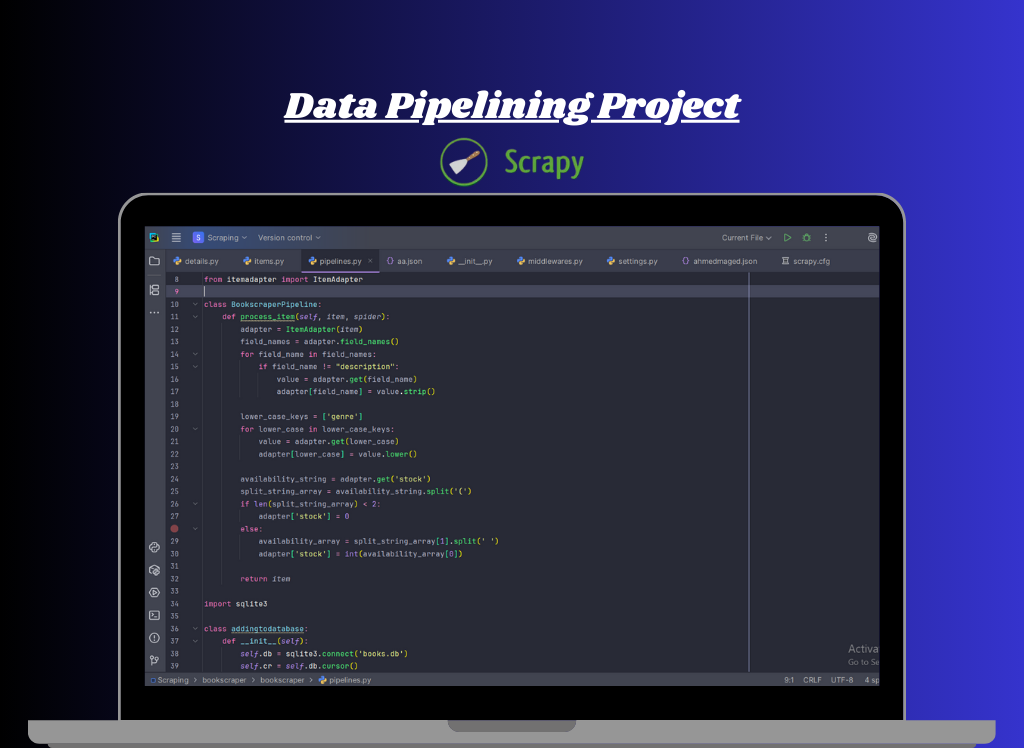 Data Pipelining Project
Scrapy
S Scraping Version control Current File
details.py items.py pipelines.py aa.json __init__.py middlewares.py settings.py ahmedmaged.json scrapy.cfg
8 from itemadapter import ItemAdapter
9
10 class BookscraperPipeline:
11 def process_item(self, item, spider):
12 adapter = ItemAdapter(item)
13 field_names = adapter.field_names()
14 for field_name in field_names:
15 if field_name != "description":
16 value = adapter.get(field_name)
17 adapter[field_name] = value.strip()
18
19 lower_case_keys = ['genre']
20 for lower_case in lower_case_keys:
21 value = adapter.get(lower_case)
22 adapter[lower_case] = value.lower()
23
24 availability_string = adapter.get('stock')
25 split_string_array = availability_string.split('(')
26 if len(split_string_array) < 2:
27 adapter['stock'] = 0
else:
29 availability_array = split_string_array[1].split(' ')
30 adapter['stock'] = int(availability_array[0])
31
32 return item
33
34 import sqlite3
35
36 class addingtodatabase:
37 def __init__(self):
38 self.db = sqlite3.connect('books.db')
39 self.cr = self.db.cursor()
Activa
Go to Se
Scraping > bookscraper > bookscraper > pipelines.py 9:1 CRLF UTF-8 4 sp